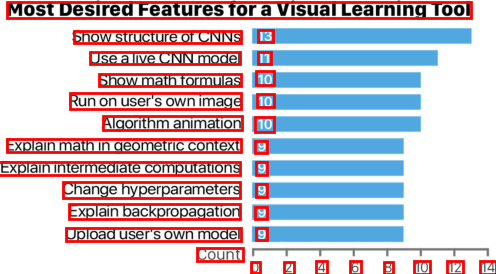 Most Desired Features for a Visual Learning Tool
Show structure of CNNs 13
Use a live CNN model 11
Show math formulas 10
Run on user's own image 10
Algorithm animation 10
Explain math in geometric context 9
Explain intermediate computations 9
Change hyperparameters 9
Explain backpropagation 9
Upload user's own model 9
Count 0 2 4 6 8 10 12 14